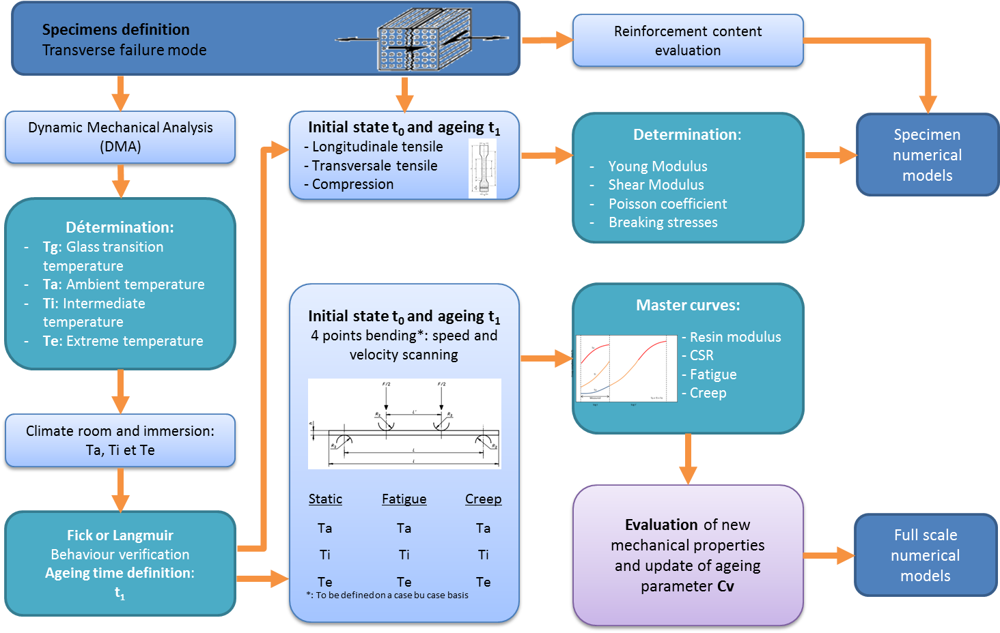 Specimens definition
Transverse failure mode
Reinforcement content
evaluation
Dynamic Mechanical Analysis
(DMA)
Initial state t0 and ageing t1
- Longitudinale tensile
- Transversale tensile
- Compression
Determination:
- Young Modulus
- Shear Modulus
- Poisson coefficient
- Breaking stresses
Specimen
numerical
models
Détermination:
- Tg: Glass transition
temperature
- Ta: Ambient temperature
- Ti: Intermediate
temperature
- Te: Extreme temperature
Climate room and immersion:
Ta, Ti et Te
Fick or Langmuir
Behaviour verification
Ageing time definition:
t1
Initial state t0 and ageing t1
4 points bending*: speed and
velocity scanning
F/2 F/2
L'
R2 R2
h
R3 R3
L
l
Static Fatigue Creep
Ta Ta Ta
Ti Ti Ti
Te Te Te
*: To be defined on a case bu case basis
Master curves:
- Resin modulus
- CSR
- Fatigue
- Creep
Evaluation of new
mechanical properties
and update of ageing
parameter Cv
Full scale
numerical
models